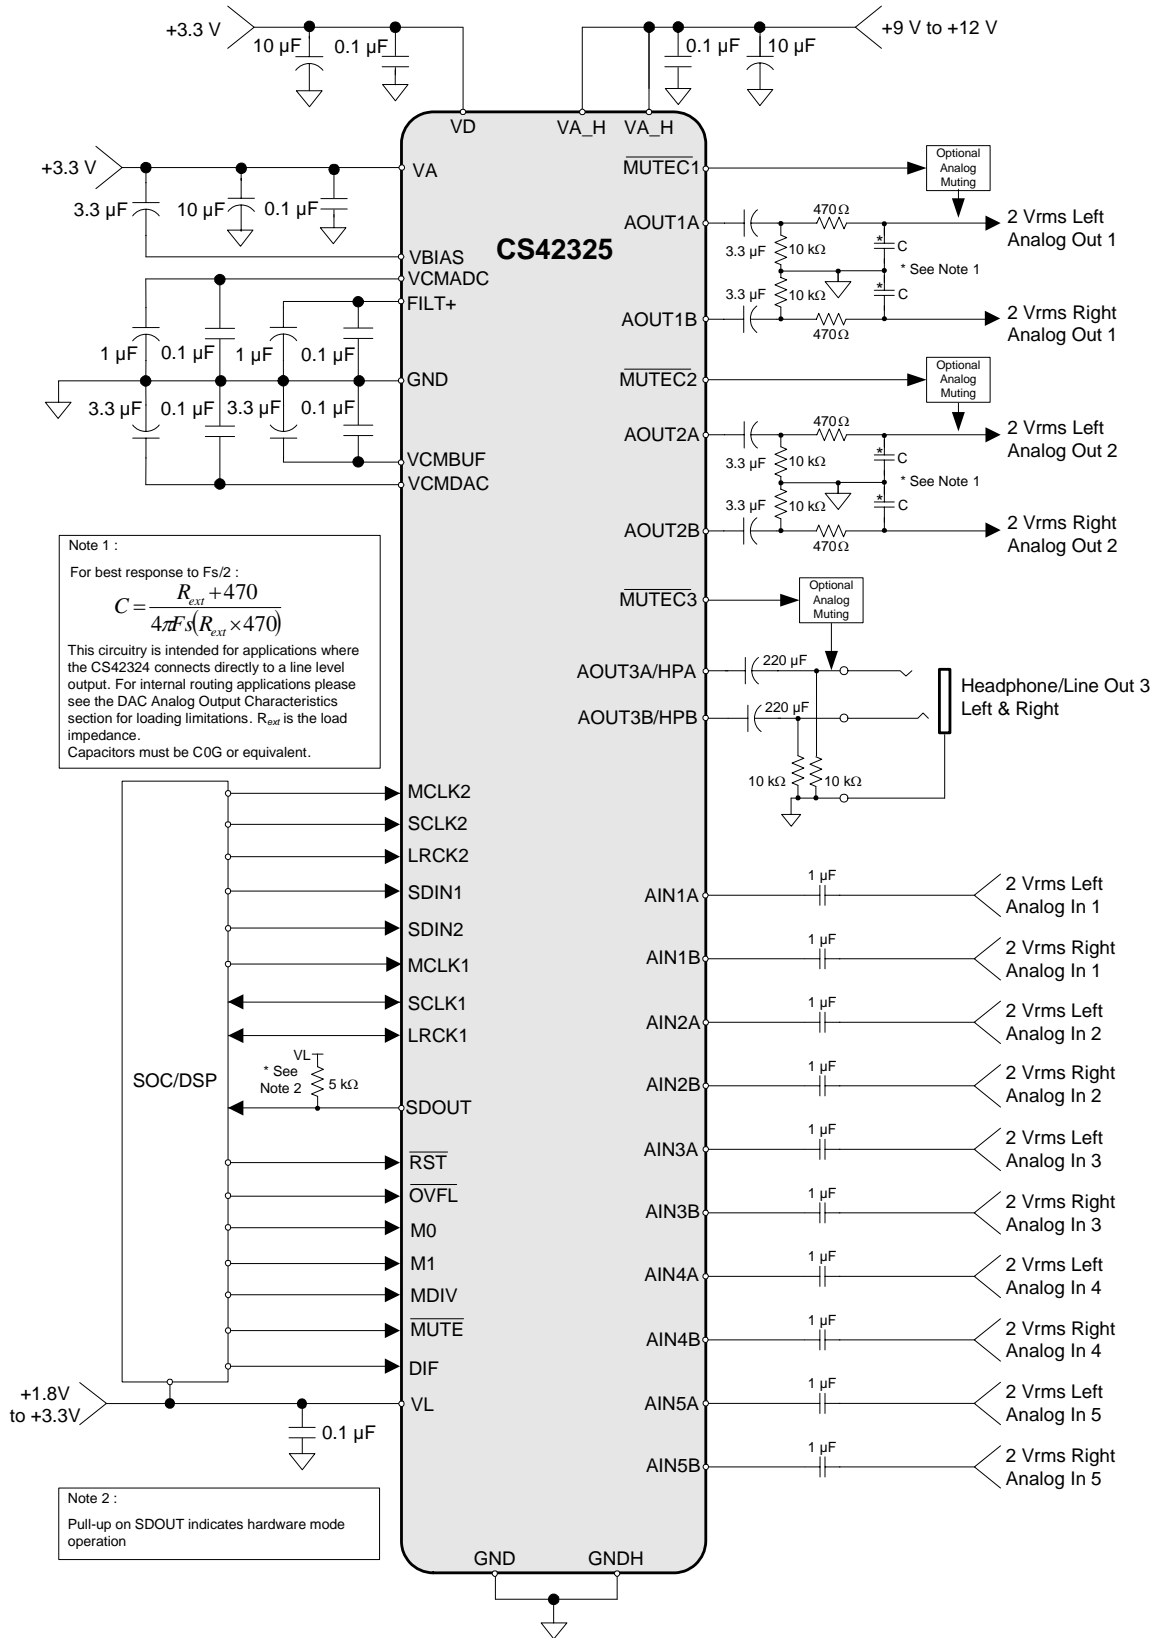 +3.3 V
10 µF
0.1 µF
0.1 µF
10 µF
+9 V to +12 V
VD
VA_H
VA_H
+3.3 V
VA
3.3 µF
10 µF
0.1 µF
VBIAS
VCMADC
FILT+
1 µF
0.1 µF
1 µF
0.1 µF
GND
3.3 µF
0.1 µF
3.3 µF
0.1 µF
VCMBUF
VCMDAC
CS42325
MUTEC1
Optional
Analog
Muting
AOUT1A
470Ω
3.3 µF
10 kΩ
* C
2 Vrms Left
Analog Out 1
* See Note 1
3.3 µF
10 kΩ
* C
AOUT1B
470Ω
2 Vrms Right
Analog Out 1
MUTEC2
Optional
Analog
Muting
AOUT2A
470Ω
3.3 µF
10 kΩ
* C
2 Vrms Left
Analog Out 2
* See Note 1
3.3 µF
10 kΩ
* C
AOUT2B
470Ω
2 Vrms Right
Analog Out 2
Note 1 :
For best response to Fs/2 :
C = (R_ext + 470) / (4πFs(R_ext × 470))
This circuitry is intended for applications where
the CS42324 connects directly to a line level
output. For internal routing applications please
see the DAC Analog Output Characteristics
section for loading limitations. Rext is the load
impedance.
Capacitors must be C0G or equivalent.
MUTEC3
Optional
Analog
Muting
AOUT3A/HPA
220 µF
AOUT3B/HPB
220 µF
Headphone/Line Out 3
Left & Right
10 kΩ
10 kΩ
SOC/DSP
MCLK2
SCLK2
LRCK2
SDIN1
SDIN2
MCLK1
SCLK1
LRCK1
VL
* See
Note 2
5 kΩ
SDOUT
RST
OVFL
M0
M1
MDIV
MUTE
DIF
+1.8V
to +3.3V
VL
0.1 µF
AIN1A
1 µF
2 Vrms Left
Analog In 1
AIN1B
1 µF
2 Vrms Right
Analog In 1
AIN2A
1 µF
2 Vrms Left
Analog In 2
AIN2B
1 µF
2 Vrms Right
Analog In 2
AIN3A
1 µF
2 Vrms Left
Analog In 3
AIN3B
1 µF
2 Vrms Right
Analog In 3
AIN4A
1 µF
2 Vrms Left
Analog In 4
AIN4B
1 µF
2 Vrms Right
Analog In 4
AIN5A
1 µF
2 Vrms Left
Analog In 5
AIN5B
1 µF
2 Vrms Right
Analog In 5
Note 2 :
Pull-up on SDOUT indicates hardware mode
operation
GND
GNDH